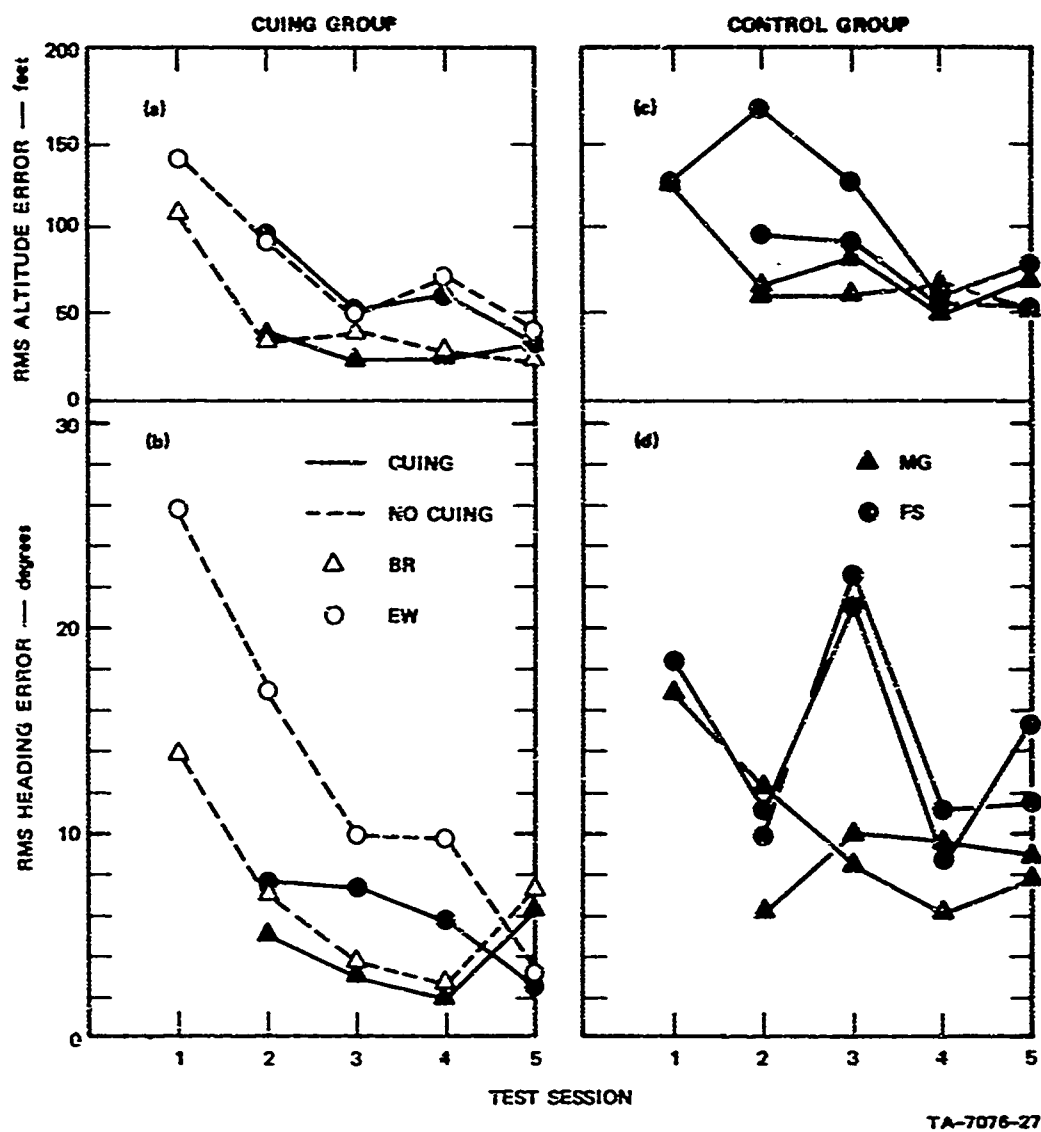 CUING GROUP
CONTROL GROUP
RMS ALTITUDE ERROR — feet
200
150
100
50
0
(a)
(c)
RMS HEADING ERROR — degrees
30
20
10
0
(b)
CUING
NO CUING
BR
EW
(d)
MG
FS
1 2 3 4 5
1 2 3 4 5
TEST SESSION
TA-7076-27